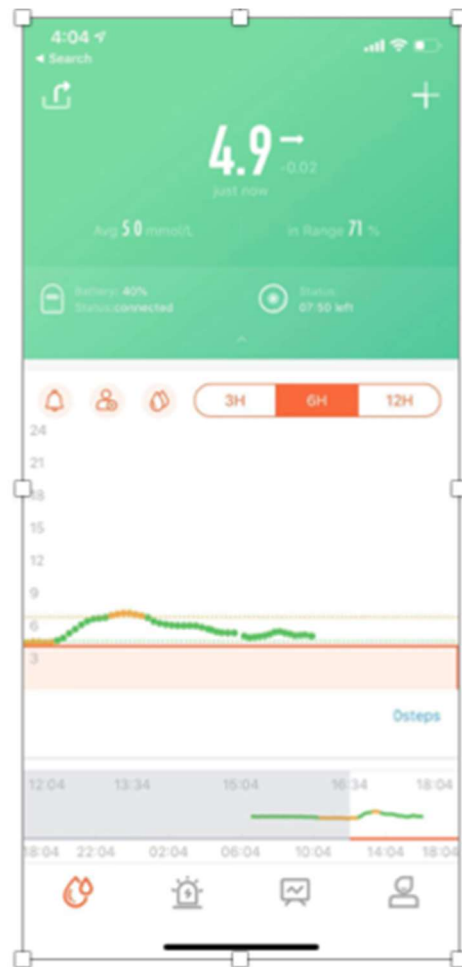 4:04
◀ Search
4.9 → -0.02
just now
Avg 5.0 mmol/L
in Range 71 %
Battery: 40%
Status:connected
Status:
07:50 left
3H 6H 12H
24
21
18
15
12
9
6
3
0steps
12:04 13:34 15:04 16:34 18:04
18:04 22:04 02:04 06:04 10:04 14:04 18:04